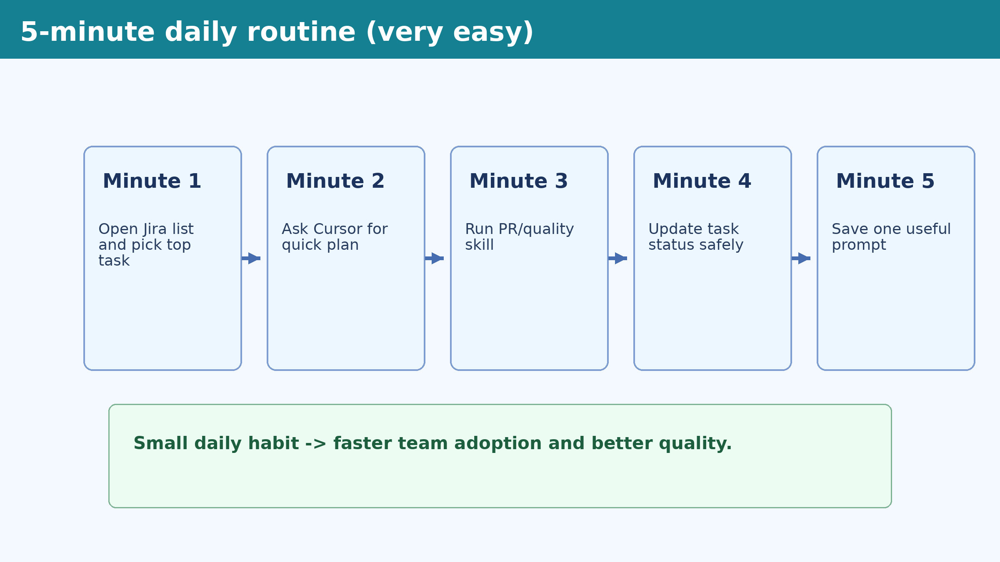 5-minute daily routine (very easy)
Minute 1
Open Jira list
and pick top
task
Minute 2
Ask Cursor for
quick plan
Minute 3
Run PR/quality
skill
Minute 4
Update task
status safely
Minute 5
Save one useful
prompt
Small daily habit -> faster team adoption and better quality.